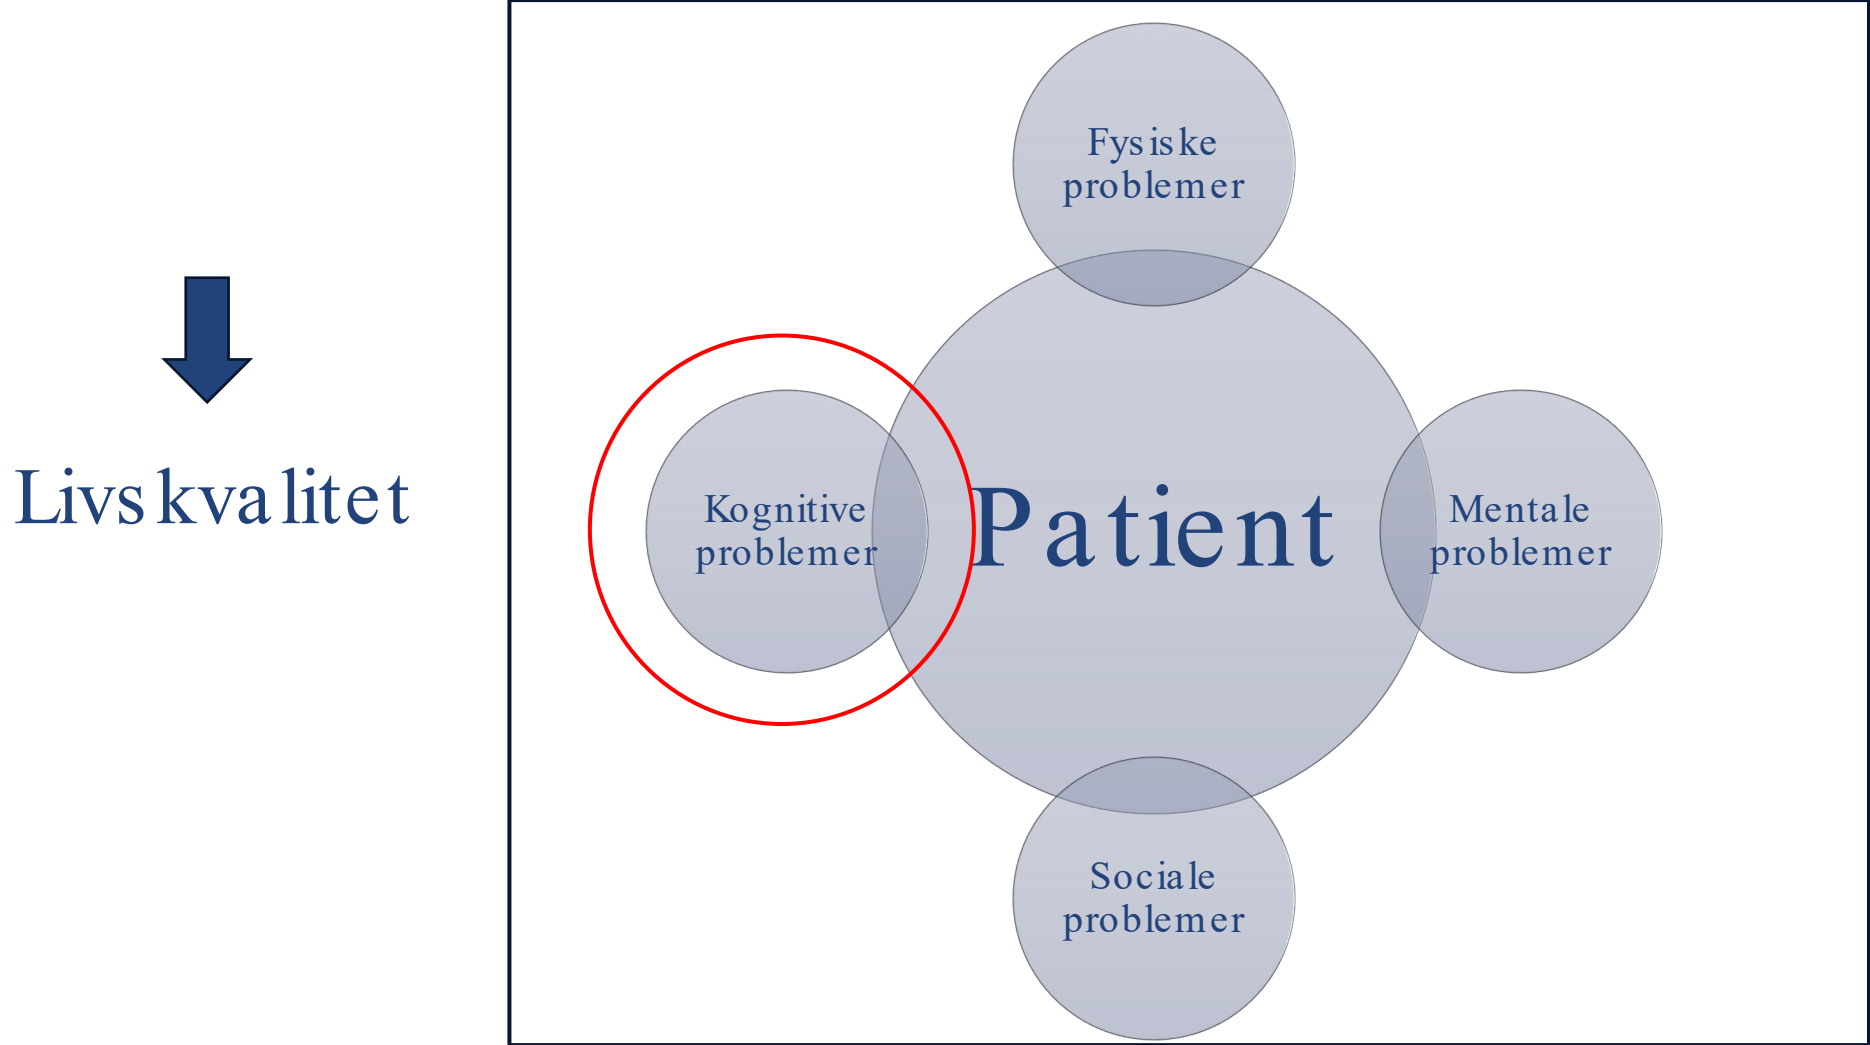 Livskvalitet
Fysiske
problemer
Kognitive
problemer
Patient
Mentale
problemer
Sociale
problemer